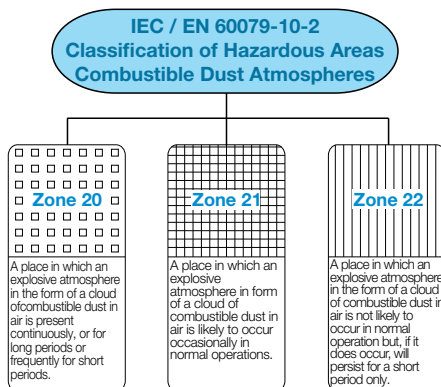 IEC / EN 60079-10-2
Classification of Hazardous Areas
Combustible Dust Atmospheres
Zone 20
A place in which an
explosive atmosphere
in the form of a cloud
ofcombustible dust in
air is present
continuously, or for
long periods or
frequently for short
periods.
Zone 21
A place in which an
explosive
atmosphere in form
of a cloud of
combustible dust in
air is likely to occur
occasionally in
normal operations.
Zone 22
A place in which an
explosive atmosphere
in the form of a cloud
of combustible dust in
air is not likely to
occur in normal
operation but, if it
does occur, will
persist for a short
period only.